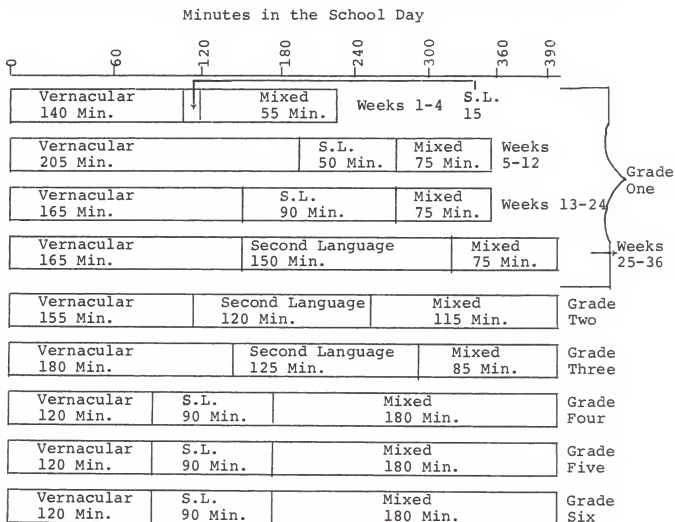 Minutes in the School Day
0 60 120 180 240 300 360 390
Vernacular Mixed S.L.
140 Min. 55 Min. Weeks 1-4 15
Vernacular S.L. Mixed Weeks
205 Min. 50 Min. 75 Min. 5-12
Grade
One
Vernacular S.L. Mixed
165 Min. 90 Min. 75 Min. Weeks 13-24
Vernacular Second Language Mixed Weeks
165 Min. 150 Min. 75 Min. 25-36
Vernacular Second Language Mixed Grade
155 Min. 120 Min. 115 Min. Two
Vernacular Second Language Mixed Grade
180 Min. 125 Min. 85 Min. Three
Vernacular S.L. Mixed Grade
120 Min. 90 Min. 180 Min. Four
Vernacular S.L. Mixed Grade
120 Min. 90 Min. 180 Min. Five
Vernacular S.L. Mixed Grade
120 Min. 90 Min. 180 Min. Six